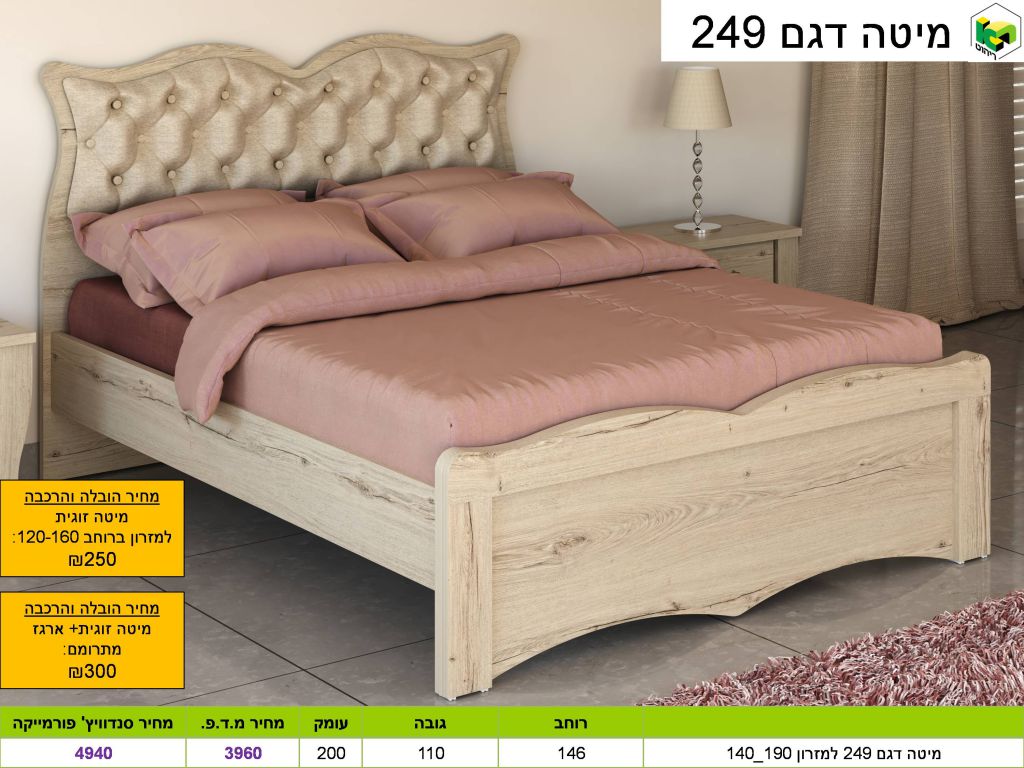 מיטה דגם 249
ריהוט
מחיר הובלה והרכבה
מיטה זוגית
למזרון ברוחב 120-160:
₪250
מחיר הובלה והרכבה
מיטה זוגית+ ארגז
מתרומם:
₪300
רוחב גובה עומק מחיר מ.ד.פ. מחיר סנדוויץ' פורמייקה
מיטה דגם 249 למזרון 190_140 146 110 200 3960 4940